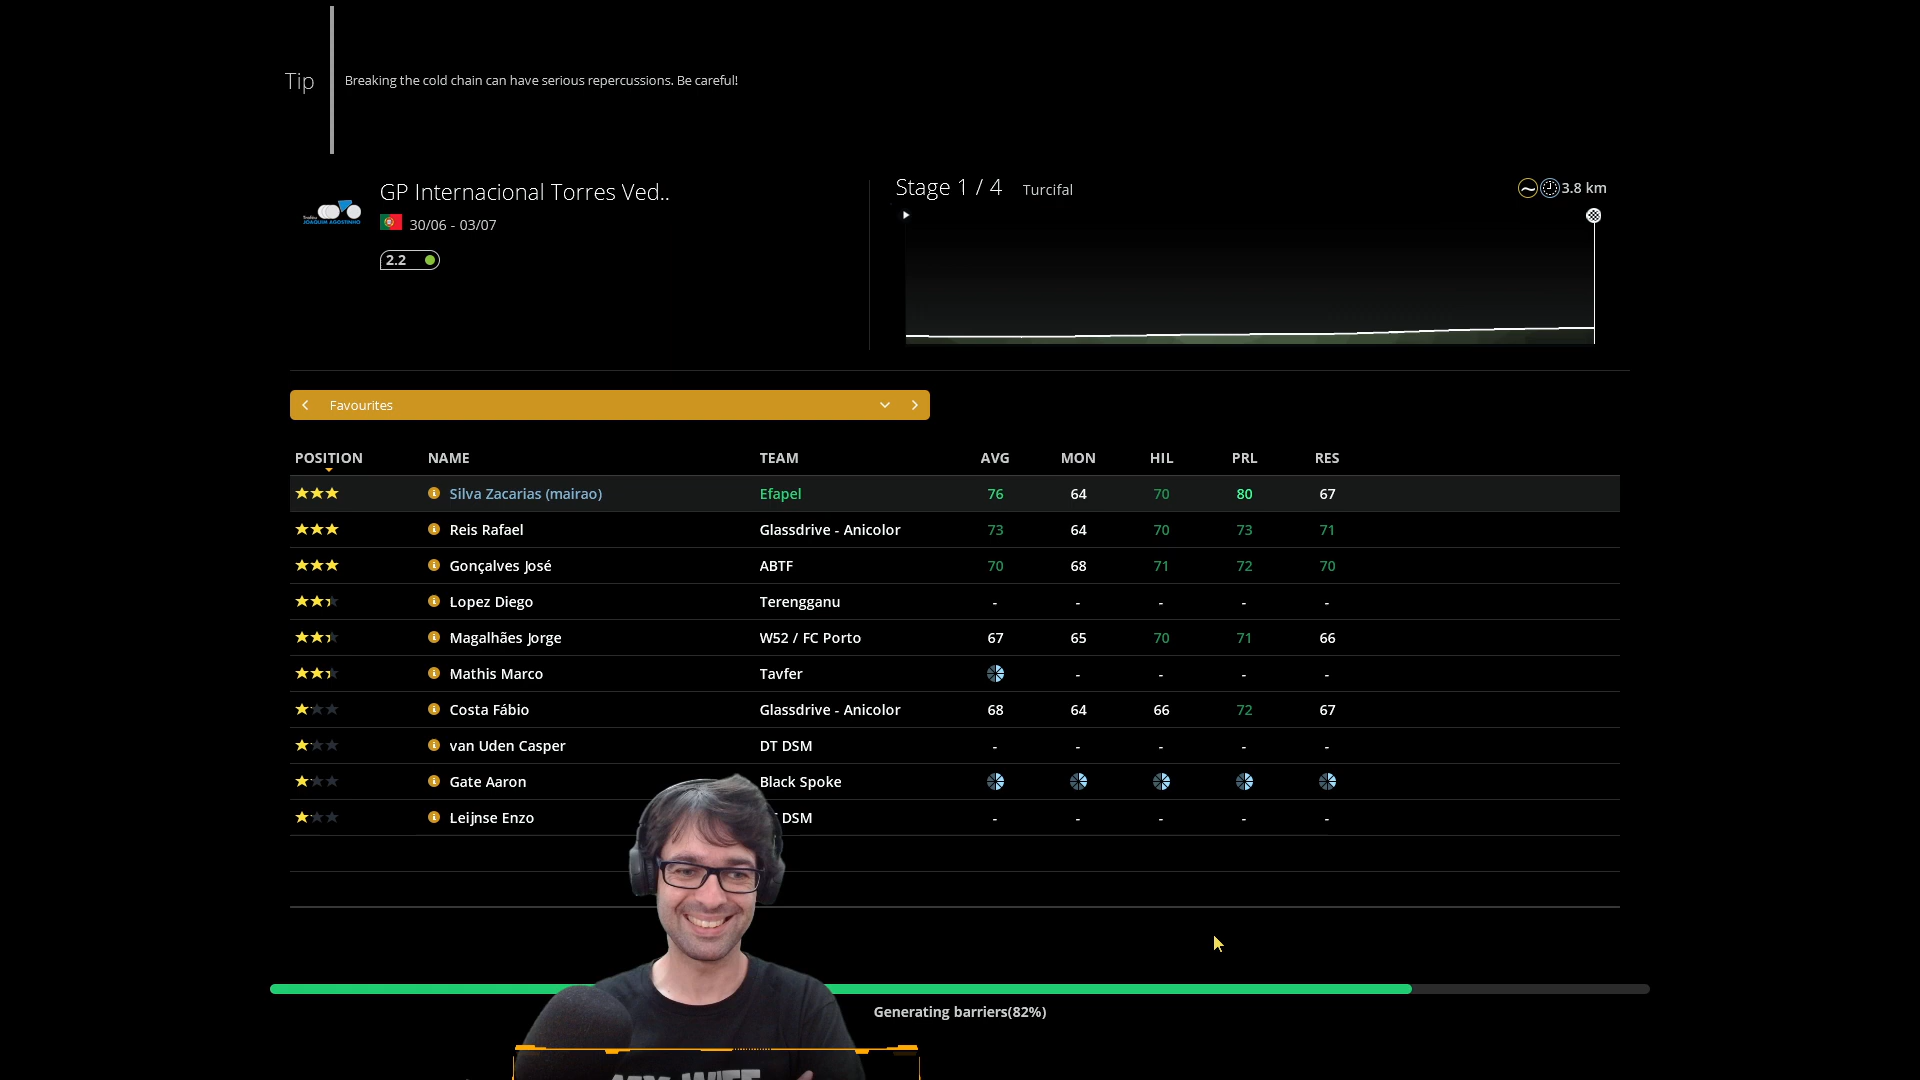 Tip
Breaking the cold chain can have serious repercussions. Be careful!
GP Internacional Torres Ved..
30/06 - 03/07
2.2
Stage 1 / 4 Turcifal
3.8 km
JOAQUIM AGOSTINHO
Favourites
POSITION NAME TEAM AVG MON HIL PRL RES
Silva Zacarias (mairao) Efapel 76 64 70 80 67
Reis Rafael Glassdrive - Anicolor 73 64 70 73 71
Gonçalves José ABTF 70 68 71 72 70
Lopez Diego Terengganu - - - - -
Magalhães Jorge W52 / FC Porto 67 65 70 71 66
Mathis Marco Tavfer - - - -
Costa Fábio Glassdrive - Anicolor 68 64 66 72 67
van Uden Casper DT DSM - - - - -
Gate Aaron Black Spoke
Leijnse Enzo DSM - - - - -
Generating barriers(82%)
MY WIFE